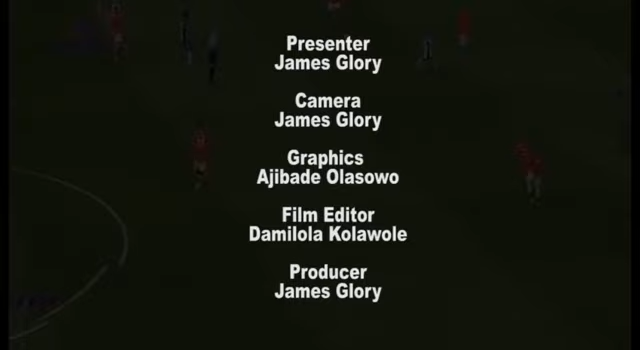 Presenter
James Glory
Camera
James Glory
Graphics
Ajibade Olasowo
Film Editor
Damilola Kolawole
Producer
James Glory